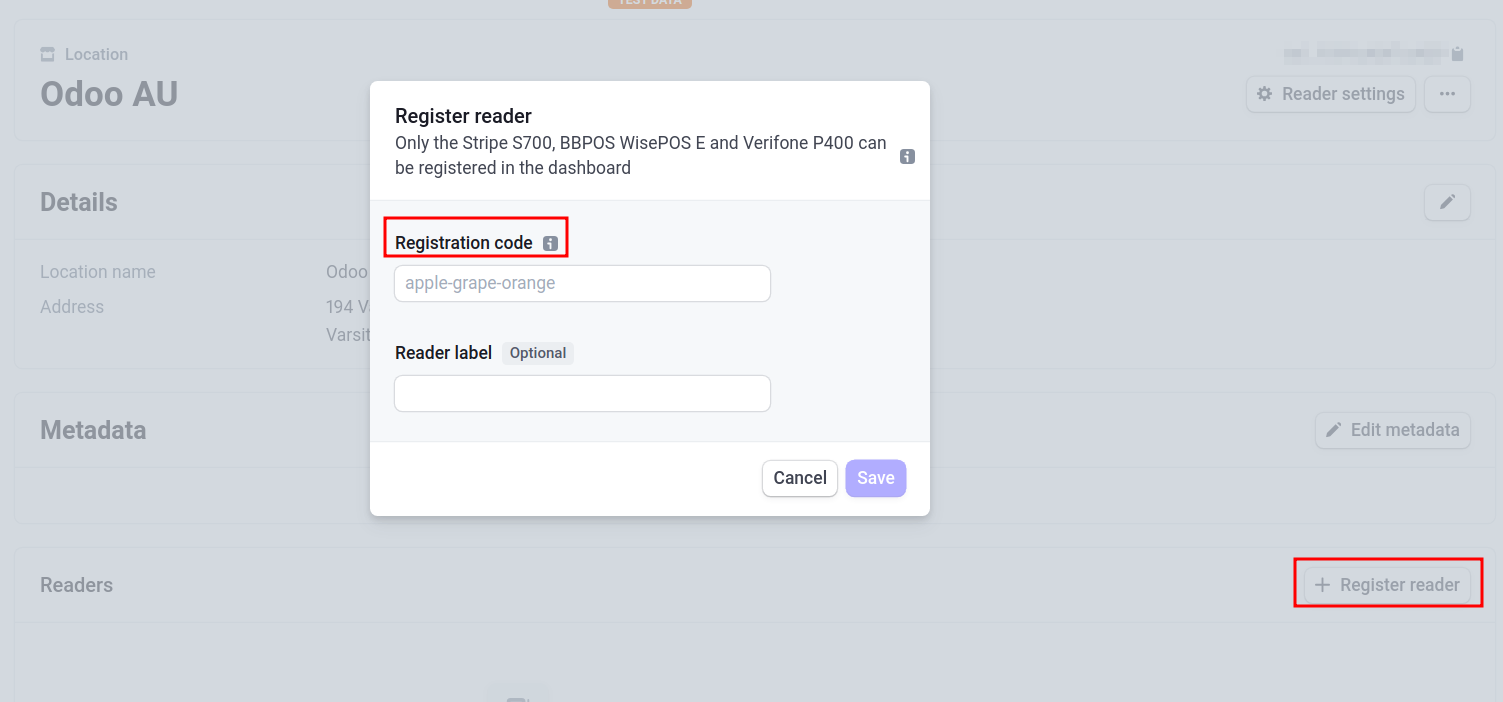 TEST DATA
Location
Odoo AU
Reader settings
Register reader
Only the Stripe S700, BBPOS WisePOS E and Verifone P400 can
be registered in the dashboard
Registration code
apple-grape-orange
Reader label Optional
Cancel Save
Details
Location name Odoo
Address 194 V
Varsit
Metadata
Edit metadata
Readers
Register reader